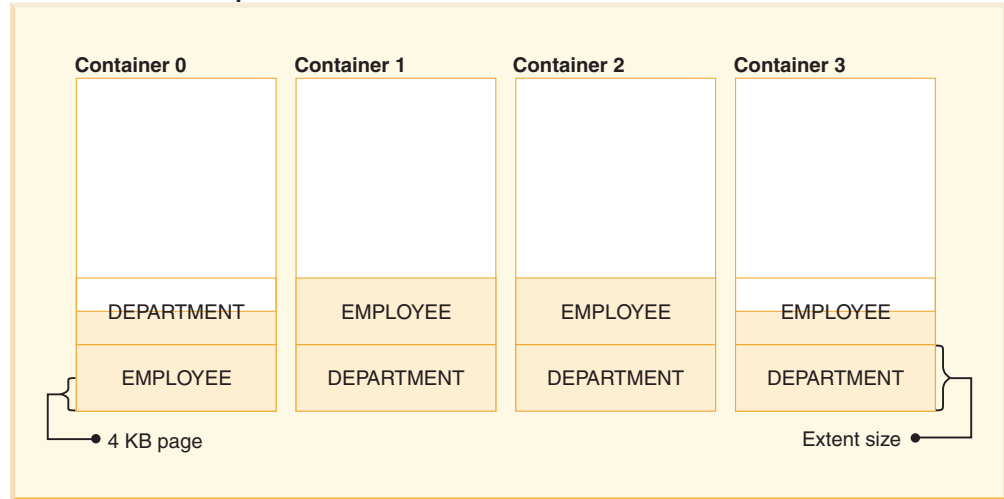 Container 0 Container 1 Container 2 Container 3
DEPARTMENT EMPLOYEE EMPLOYEE EMPLOYEE
EMPLOYEE DEPARTMENT DEPARTMENT DEPARTMENT
4 KB page Extent size